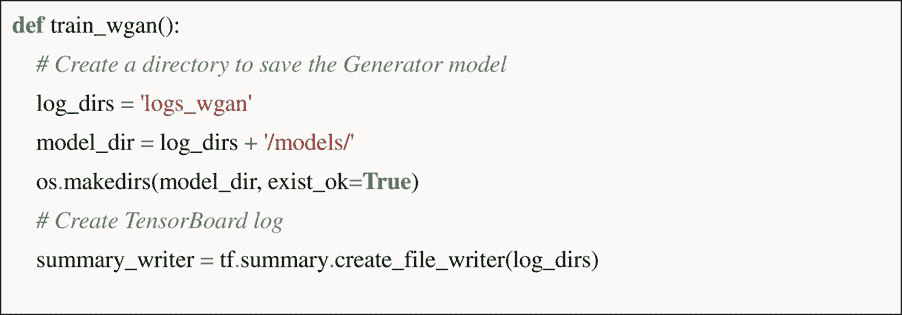 def train_wgan():
    # Create a directory to save the Generator model
    log_dirs = 'logs_wgan'
    model_dir = log_dirs + '/models/'
    os.makedirs(model_dir, exist_ok=True)
    # Create TensorBoard log
    summary_writer = tf.summary.create_file_writer(log_dirs)